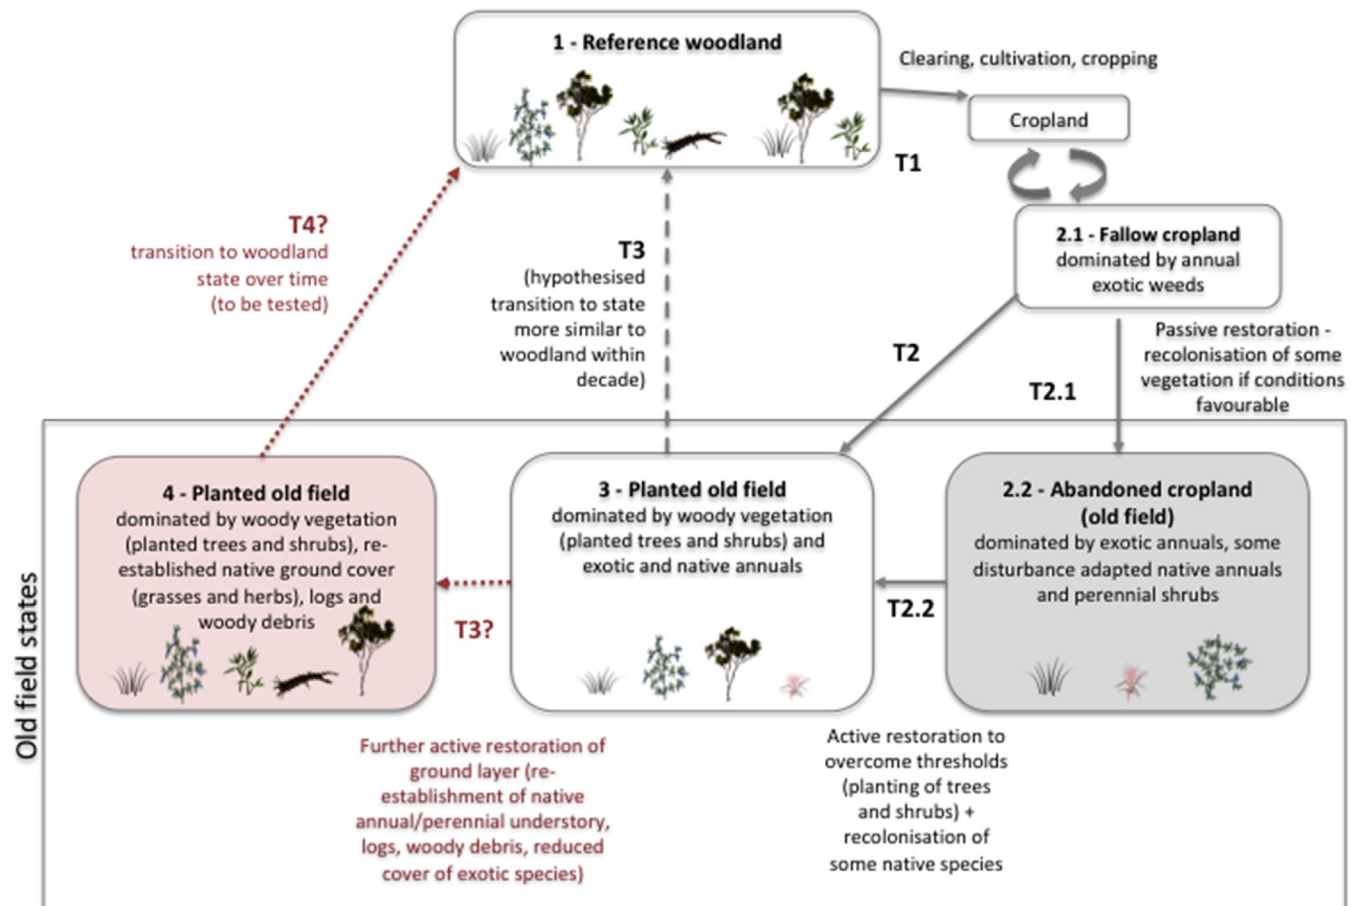 1 - Reference woodland
Clearing, cultivation, cropping
Cropland
T1
2.1 - Fallow cropland
dominated by annual
exotic weeds
T4?
transition to woodland
state over time
(to be tested)
T3
(hypothesised
transition to state
more similar to
woodland within
decade)
T2
T2.1
Passive restoration -
recolonisation of some
vegetation if conditions
favourable
Old field states
4 - Planted old field
dominated by woody vegetation
(planted trees and shrubs), re-
established native ground cover
(grasses and herbs), logs and
woody debris
T3?
3 - Planted old field
dominated by woody vegetation
(planted trees and shrubs) and
exotic and native annuals
T2.2
2.2 - Abandoned cropland
(old field)
dominated by exotic annuals, some
disturbance adapted native annuals
and perennial shrubs
Further active restoration of
ground layer (re-
establishment of native
annual/perennial understory,
logs, woody debris, reduced
cover of exotic species)
Active restoration to
overcome thresholds
(planting of trees
and shrubs) +
recolonisation of
some native species